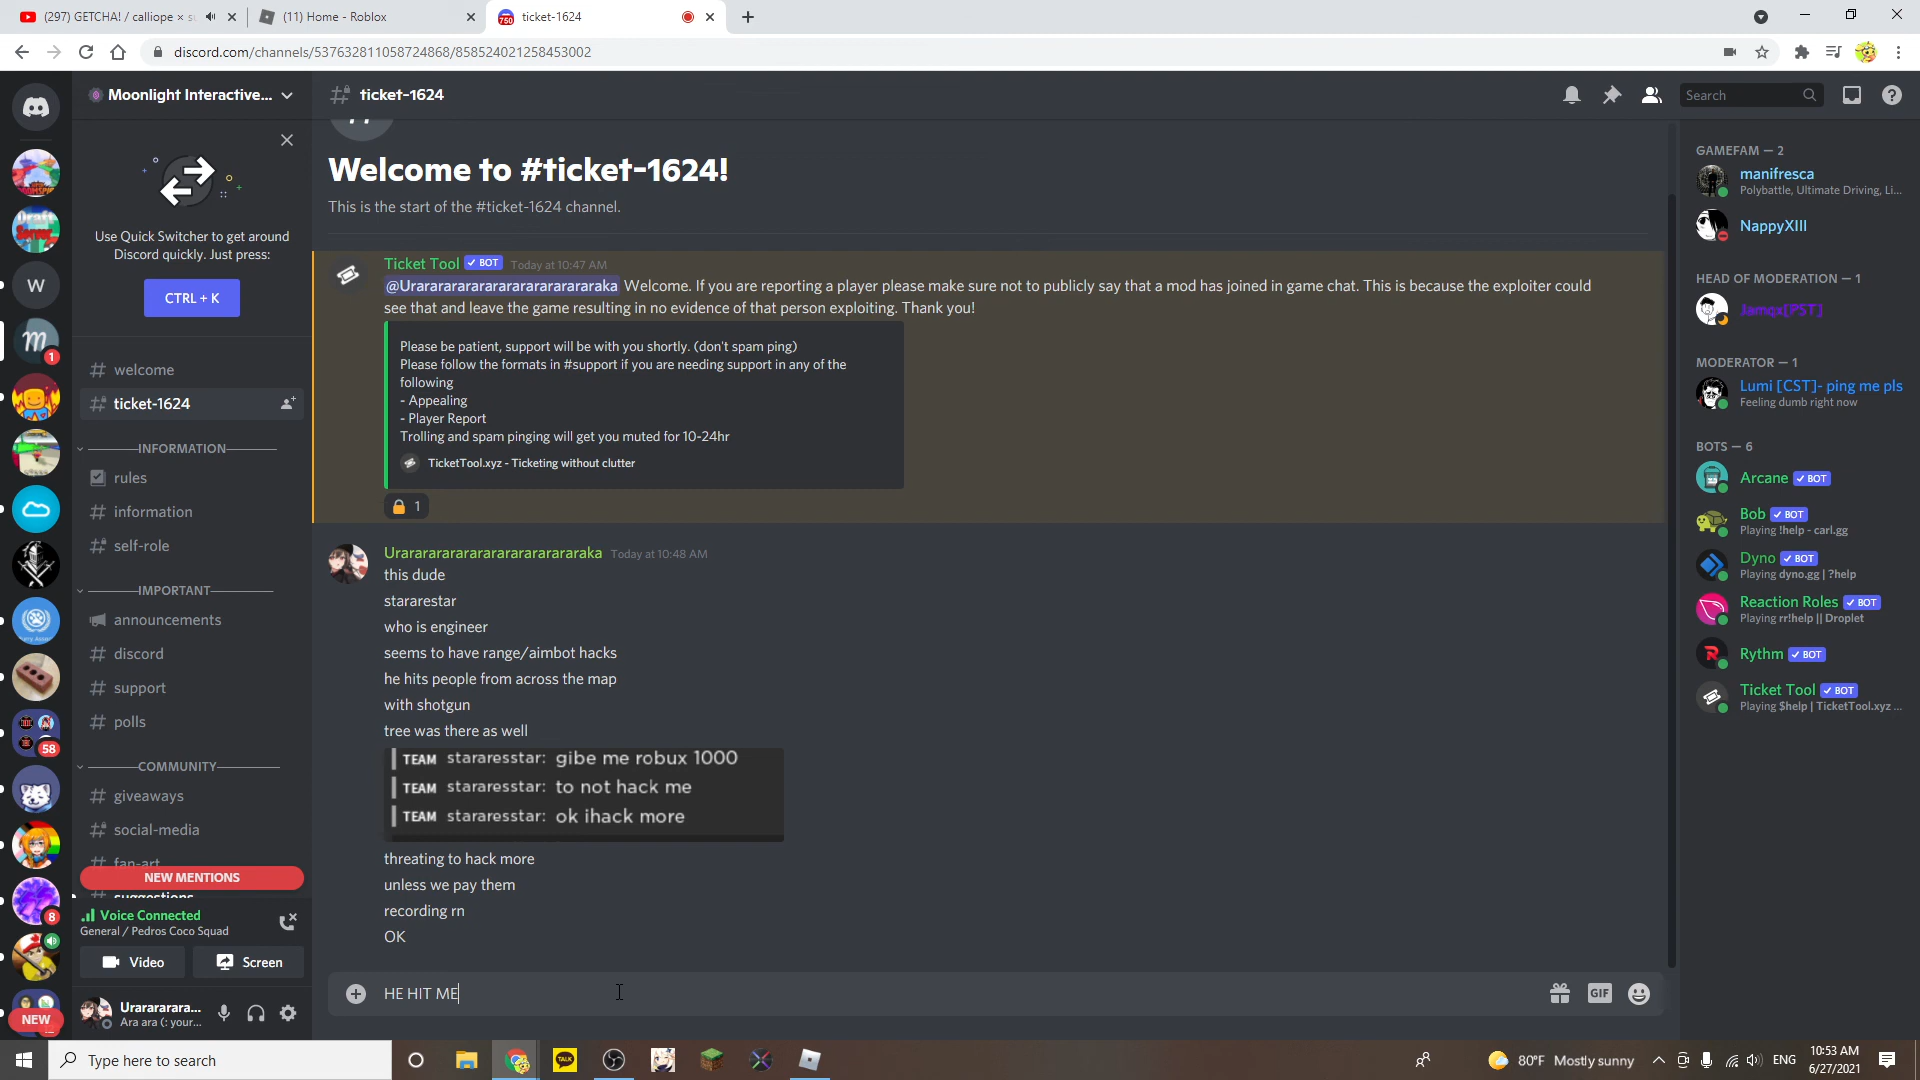 (297) GETCHA! / calliope × s
(11) Home - Roblox
750
ticket-1624
discord.com/channels/537632811058724868/858524021258453002
Moonlight Interactive...
ticket-1624
Search
Use Quick Switcher to get around
Discord quickly. Just press:
CTRL + K
W
m
1
# welcome
# ticket-1624
INFORMATION
rules
# information
# self-role
IMPORTANT
announcements
# discord
# support
# polls
58
COMMUNITY
# giveaways
# social-media
# fan-art
NEW MENTIONS
# suggestions
8
Voice Connected
General / Pedros Coco Squad
Video
Screen
NEW
Urarararara...
Ara ara (: your...
Welcome to #ticket-1624!
This is the start of the #ticket-1624 channel.
Ticket Tool ✓ BOT Today at 10:47 AM
@Urarararararararararararararaka Welcome. If you are reporting a player please make sure not to publicly say that a mod has joined in game chat. This is because the exploiter could
see that and leave the game resulting in no evidence of that person exploiting. Thank you!
Please be patient, support will be with you shortly. (don't spam ping)
Please follow the formats in #support if you are needing support in any of the
following
- Appealing
- Player Report
Trolling and spam pinging will get you muted for 10-24hr
TicketTool.xyz - Ticketing without clutter
1
Urarararararararararararararaka Today at 10:48 AM
this dude
stararestar
who is engineer
seems to have range/aimbot hacks
he hits people from across the map
with shotgun
tree was there as well
TEAM stararesstar: gibe me robux 1000
TEAM stararesstar: to not hack me
TEAM stararesstar: ok ihack more
threating to hack more
unless we pay them
recording rn
OK
HE HIT ME
GIF
GAMEFAM — 2
manifresca
Polybattle, Ultimate Driving, Li...
NappyXIII
HEAD OF MODERATION — 1
Jamqx[PST]
MODERATOR — 1
Lumi [CST]- ping me pls
Feeling dumb right now
BOTS — 6
Arcane ✓ BOT
Bob ✓ BOT
Playing !help - carl.gg
Dyno ✓ BOT
Playing dyno.gg | ?help
Reaction Roles ✓ BOT
Playing rr!help || Droplet
Rythm ✓ BOT
Ticket Tool ✓ BOT
Playing $help | TicketTool.xyz ...
Type here to search
TALK
80°F Mostly sunny
ENG
10:53 AM
6/27/2021